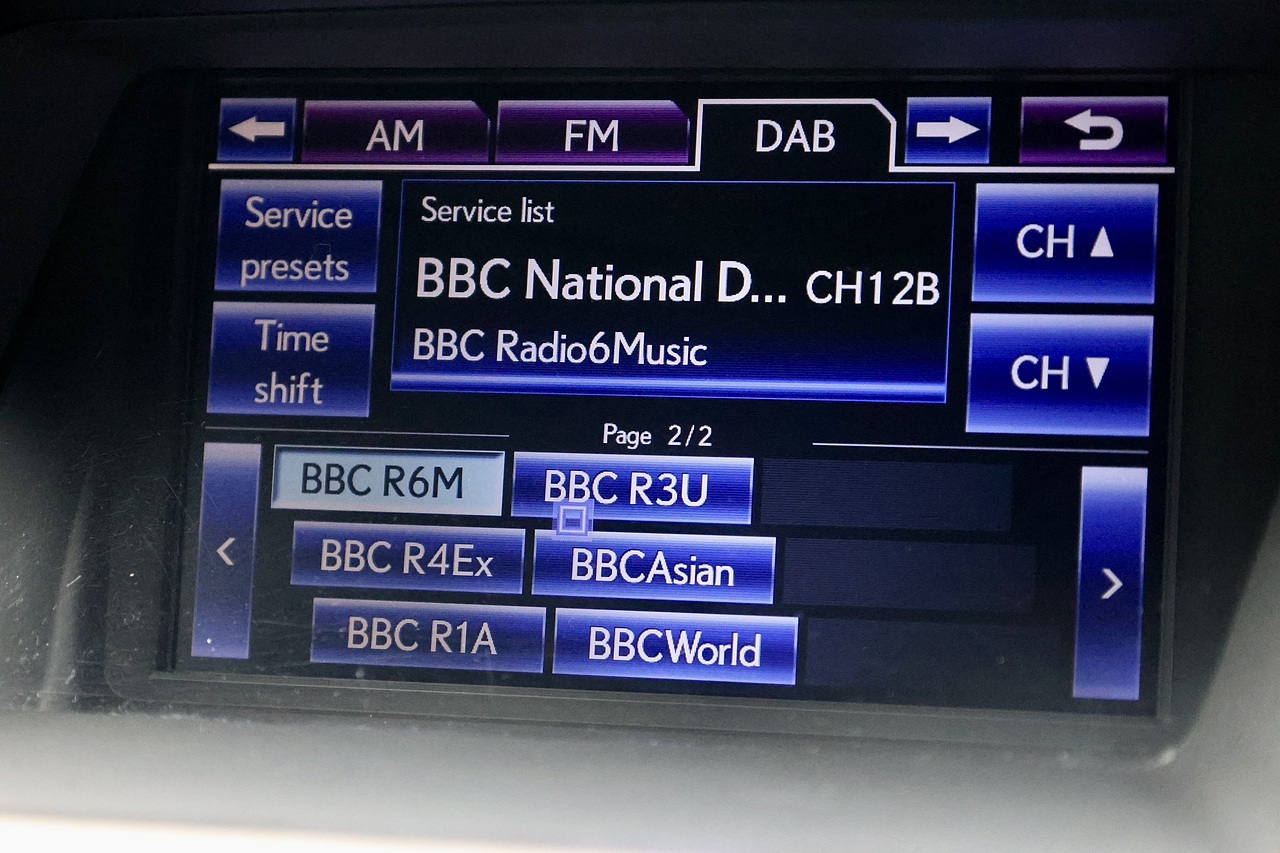 AM FM DAB
Service
presets
Time
shift
Service list
BBC National D... CH12B
BBC Radio6Music
CH ▲
CH ▼
Page 2/2
BBC R6M BBC R3U
BBC R4Ex BBCAsian
BBC R1A BBCWorld